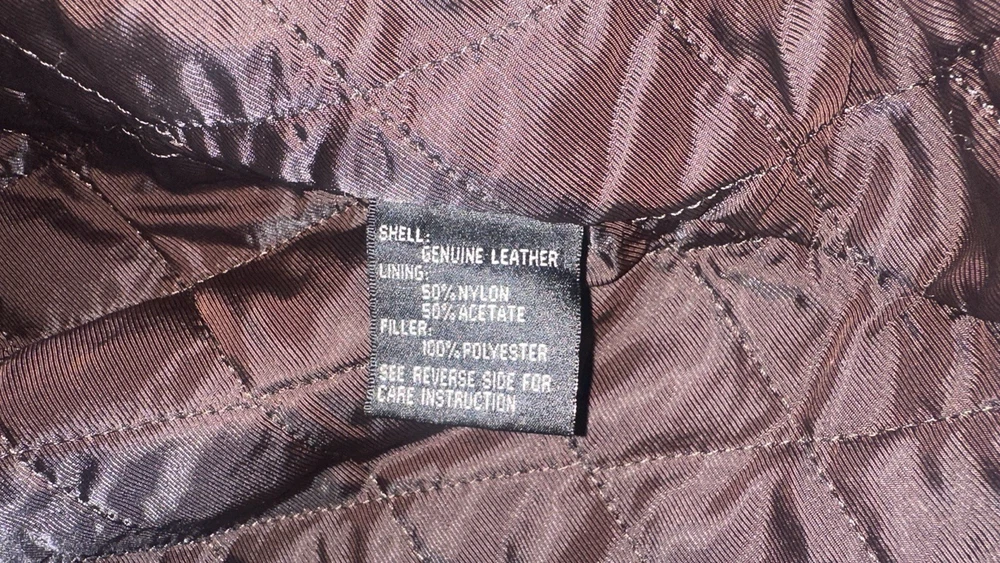 SHELL:
GENUINE LEATHER
LINING:
50% NYLON
50% ACETATE
FILLER:
100% POLYESTER
SEE REVERSE SIDE FOR
CARE INSTRUCTION